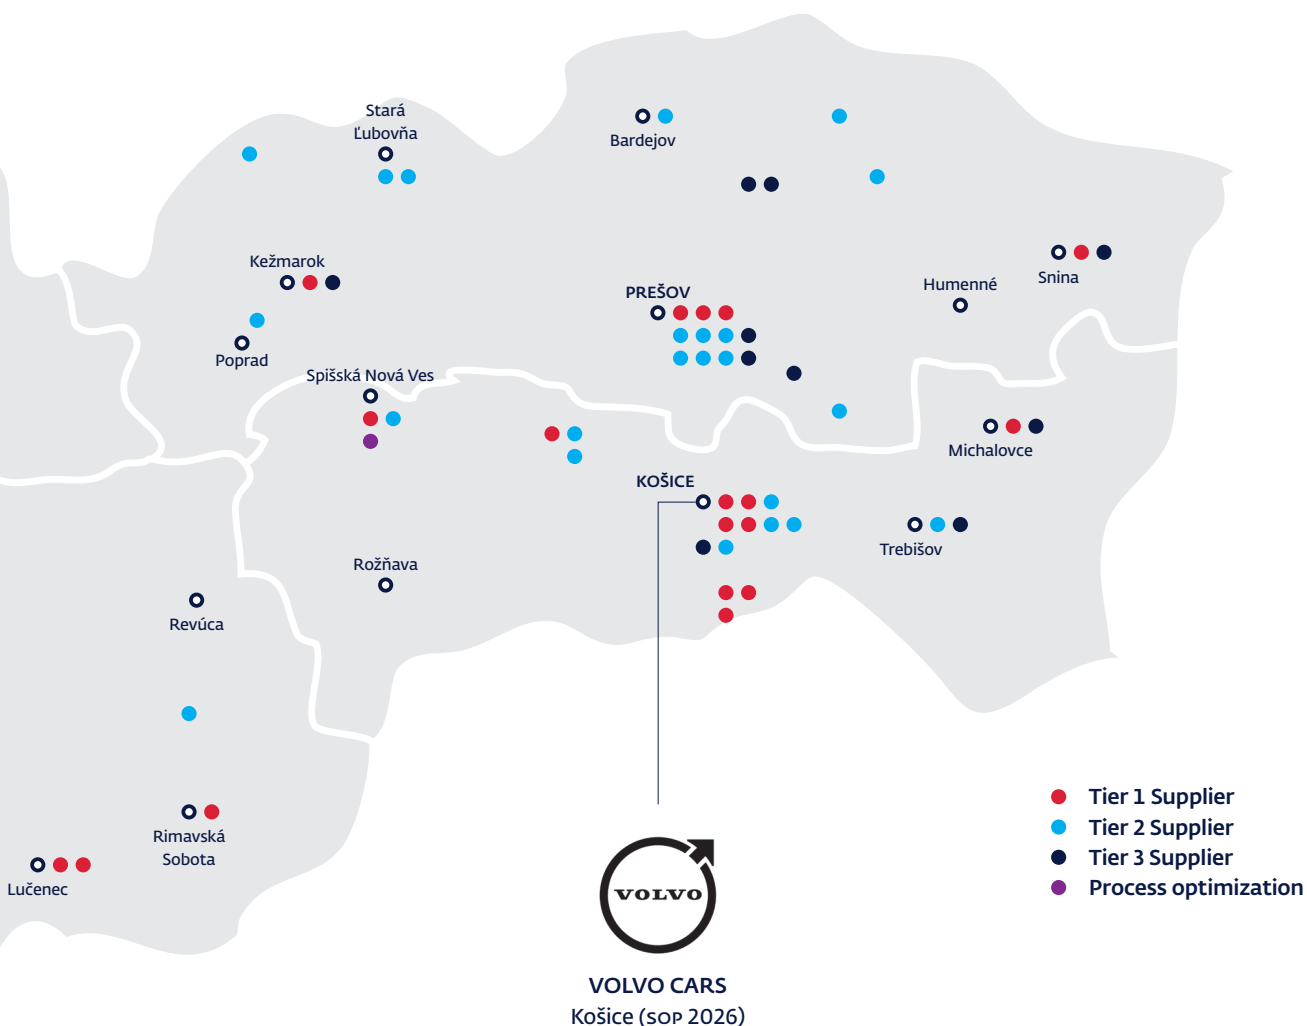 Stará
Ľubovňa
Bardejov
Kežmarok
Snina
Humenné
PREŠOV
Poprad
Spišská Nová Ves
Michalovce
KOŠICE
Trebišov
Rožňava
Revúca
Rimavská
Sobota
Lučenec
Tier 1 Supplier
Tier 2 Supplier
Tier 3 Supplier
Process optimization
VOLVO
VOLVO CARS
Košice (SOP 2026)